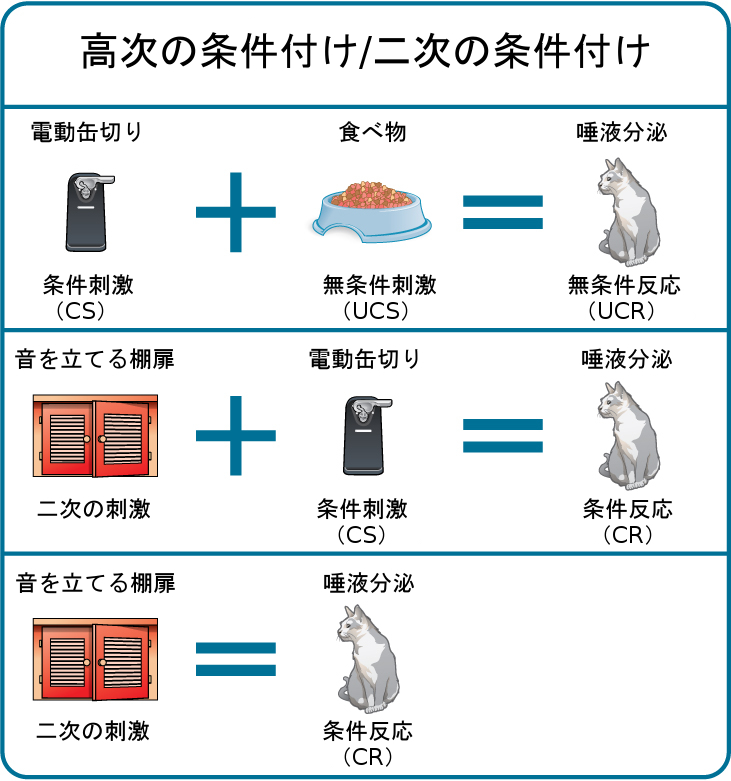 高次の条件付け/二次の条件付け
電動缶切り
食べ物
唾液分泌
条件刺激
（CS）
無条件刺激
（UCS）
無条件反応
（UCR）
音を立てる棚扉
電動缶切り
唾液分泌
二次の刺激
条件刺激
（CS）
条件反応
（CR）
音を立てる棚扉
唾液分泌
二次の刺激
条件反応
（CR）